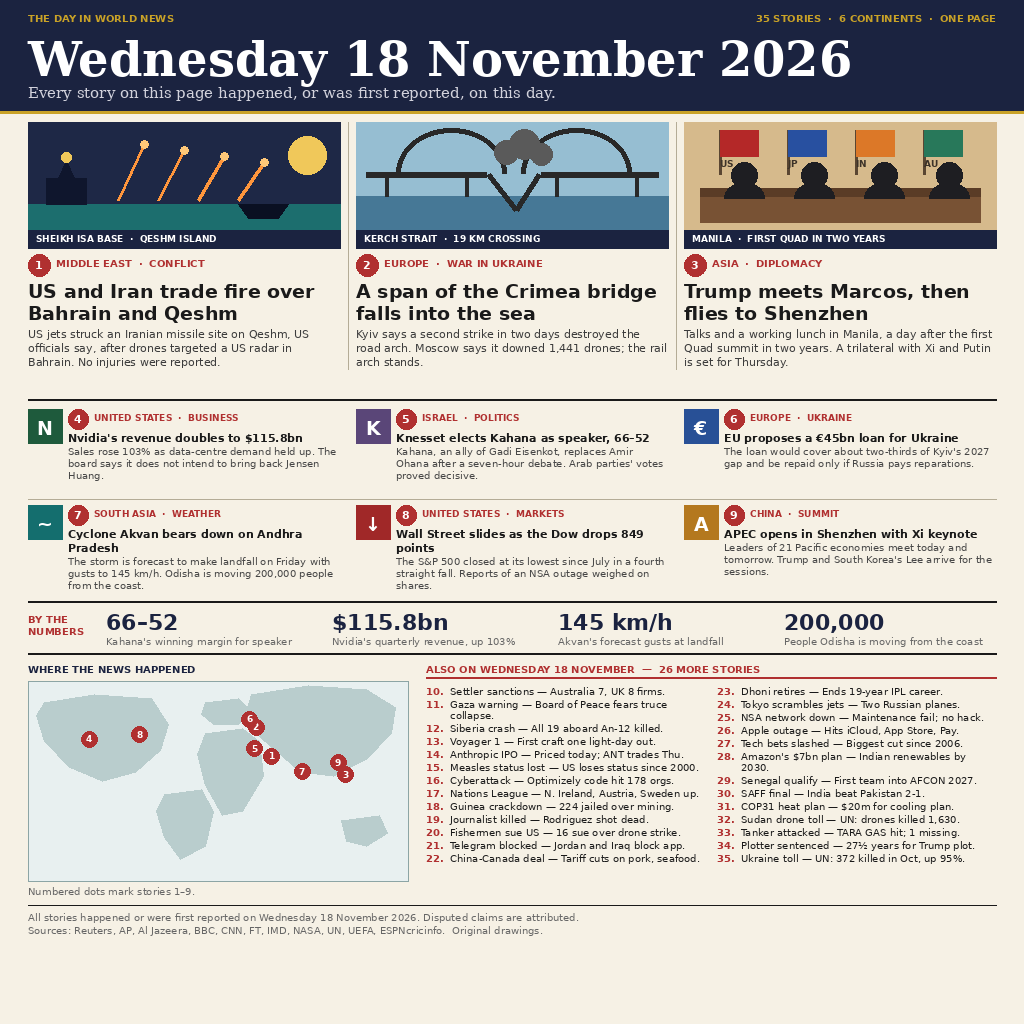 THE DAY IN WORLD NEWS
35 STORIES · 6 CONTINENTS · ONE PAGE
Wednesday 18 November 2026
Every story on this page happened, or was first reported, on this day.
SHEIKH ISA BASE · QESHM ISLAND
1 MIDDLE EAST · CONFLICT
US and Iran trade fire over
Bahrain and Qeshm
US jets struck an Iranian missile site on Qeshm, US
officials say, after drones targeted a US radar in
Bahrain. No injuries were reported.
KERCH STRAIT · 19 KM CROSSING
2 EUROPE · WAR IN UKRAINE
A span of the Crimea bridge
falls into the sea
Kyiv says a second strike in two days destroyed the
road arch. Moscow says it downed 1,441 drones; the rail
arch stands.
US
JP
IN
AU
MANILA · FIRST QUAD IN TWO YEARS
3 ASIA · DIPLOMACY
Trump meets Marcos, then
flies to Shenzhen
Talks and a working lunch in Manila, a day after the first
Quad summit in two years. A trilateral with Xi and Putin
is set for Thursday.
N
4 UNITED STATES · BUSINESS
Nvidia's revenue doubles to $115.8bn
Sales rose 103% as data-centre demand held up. The
board says it does not intend to bring back Jensen
Huang.
K
5 ISRAEL · POLITICS
Knesset elects Kahana as speaker, 66–52
Kahana, an ally of Gadi Eisenkot, replaces Amir
Ohana after a seven-hour debate. Arab parties' votes
proved decisive.
€
6 EUROPE · UKRAINE
EU proposes a €45bn loan for Ukraine
The loan would cover about two-thirds of Kyiv's 2027
gap and be repaid only if Russia pays reparations.
~
7 SOUTH ASIA · WEATHER
Cyclone Akvan bears down on Andhra
Pradesh
The storm is forecast to make landfall on Friday with
gusts to 145 km/h. Odisha is moving 200,000 people
from the coast.
↓
8 UNITED STATES · MARKETS
Wall Street slides as the Dow drops 849
points
The S&P 500 closed at its lowest since July in a fourth
straight fall. Reports of an NSA outage weighed on
shares.
A
9 CHINA · SUMMIT
APEC opens in Shenzhen with Xi keynote
Leaders of 21 Pacific economies meet today and
tomorrow. Trump and South Korea's Lee arrive for the
sessions.
BY THE
NUMBERS
66–52
Kahana's winning margin for speaker
$115.8bn
Nvidia's quarterly revenue, up 103%
145 km/h
Akvan's forecast gusts at landfall
200,000
People Odisha is moving from the coast
WHERE THE NEWS HAPPENED
6
2
4
8
5
1
9
7
3
Numbered dots mark stories 1–9.
ALSO ON WEDNESDAY 18 NOVEMBER — 26 MORE STORIES
10. Settler sanctions — Australia 7, UK 8 firms.
11. Gaza warning — Board of Peace fears truce
collapse.
12. Siberia crash — All 19 aboard An-12 killed.
13. Voyager 1 — First craft one light-day out.
14. Anthropic IPO — Priced today; ANT trades Thu.
15. Measles status lost — US loses status since 2000.
16. Cyberattack — Optimizely code hit 178 orgs.
17. Nations League — N. Ireland, Austria, Sweden up.
18. Guinea crackdown — 224 jailed over mining.
19. Journalist killed — Rodriguez shot dead.
20. Fishermen sue US — 16 sue over drone strike.
21. Telegram blocked — Jordan and Iraq block app.
22. China-Canada deal — Tariff cuts on pork, seafood.
23. Dhoni retires — Ends 19-year IPL career.
24. Tokyo scrambles jets — Two Russian planes.
25. NSA network down — Maintenance fail; no hack.
26. Apple outage — Hits iCloud, App Store, Pay.
27. Tech bets slashed — Biggest cut since 2006.
28. Amazon's $7bn plan — Indian renewables by
2030.
29. Senegal qualify — First team into AFCON 2027.
30. SAFF final — India beat Pakistan 2-1.
31. COP31 heat plan — $20m for cooling plan.
32. Sudan drone toll — UN: drones killed 1,630.
33. Tanker attacked — TARA GAS hit; 1 missing.
34. Plotter sentenced — 27½ years for Trump plot.
35. Ukraine toll — UN: 372 killed in Oct, up 95%.
All stories happened or were first reported on Wednesday 18 November 2026. Disputed claims are attributed.
Sources: Reuters, AP, Al Jazeera, BBC, CNN, FT, IMD, NASA, UN, UEFA, ESPNcricinfo. Original drawings.